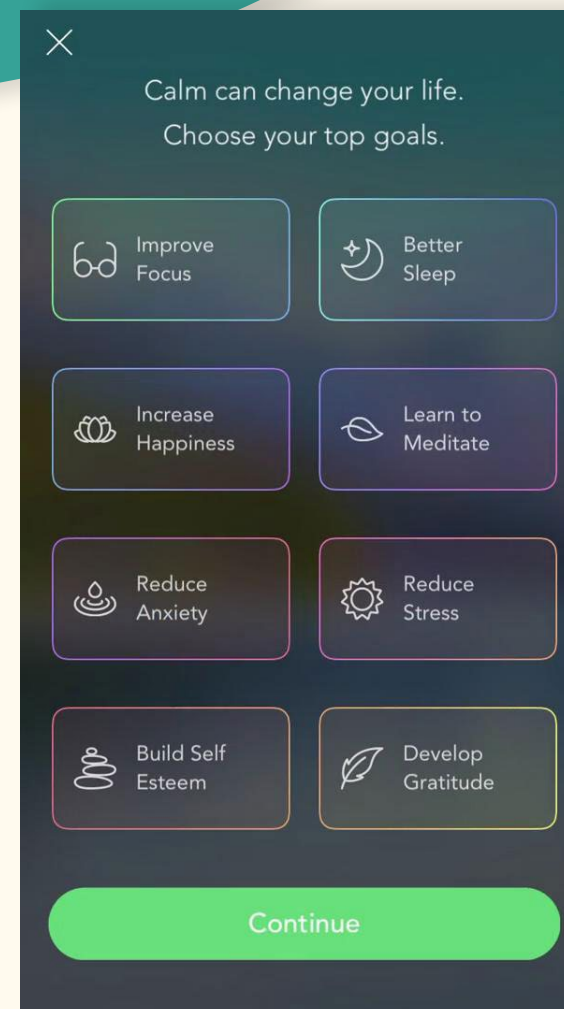 Calm can change your life.
Choose your top goals.
Improve
Focus
Better
Sleep
Increase
Happiness
Learn to
Meditate
Reduce
Anxiety
Reduce
Stress
Build Self
Esteem
Develop
Gratitude
Continue